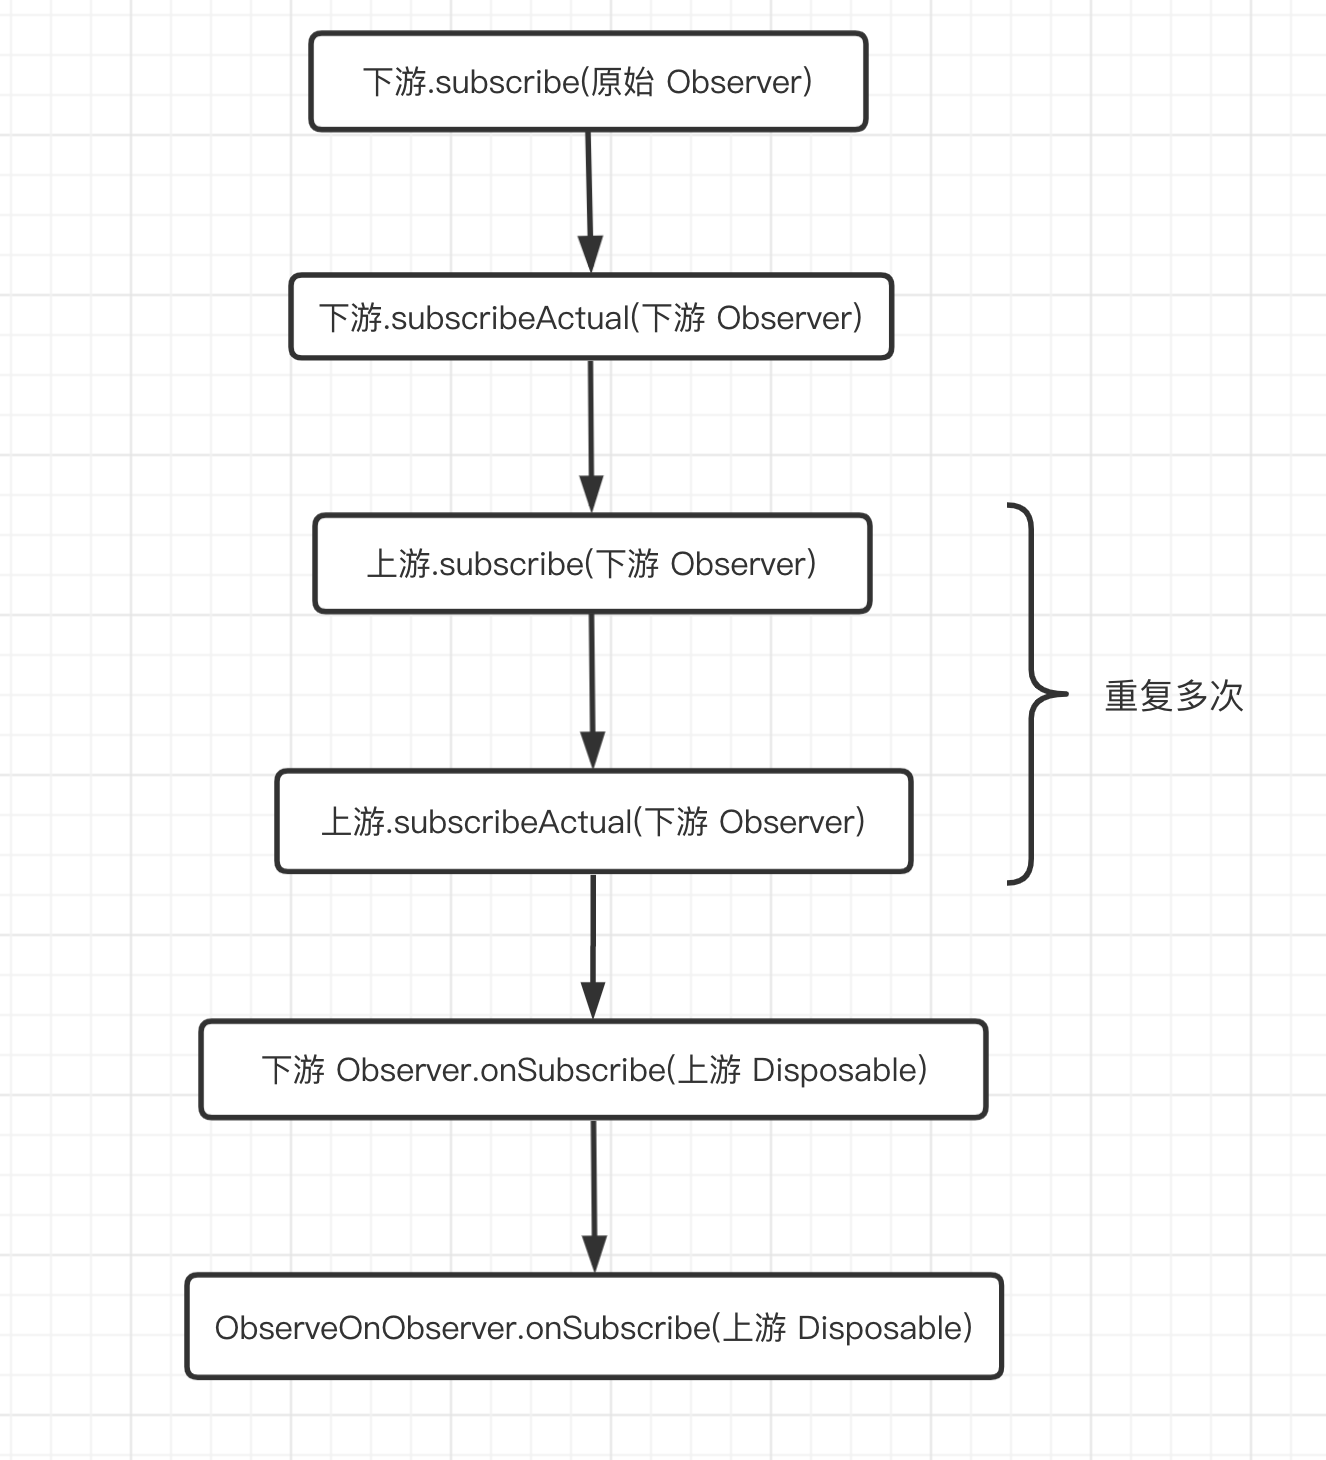 下游.subscribe(原始 Observer)
下游.subscribeActual(下游 Observer)
上游.subscribe(下游 Observer)
重复多次
上游.subscribeActual(下游 Observer)
下游 Observer.onSubscribe(上游 Disposable)
ObserveOnObserver.onSubscribe(上游 Disposable)